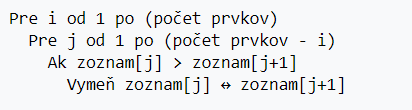 Pre i od 1 po (počet prvkov)
Pre j od 1 po (počet prvkov - i)
Ak zoznam[j] > zoznam[j+1]
Vymeň zoznam[j] ↔ zoznam[j+1]